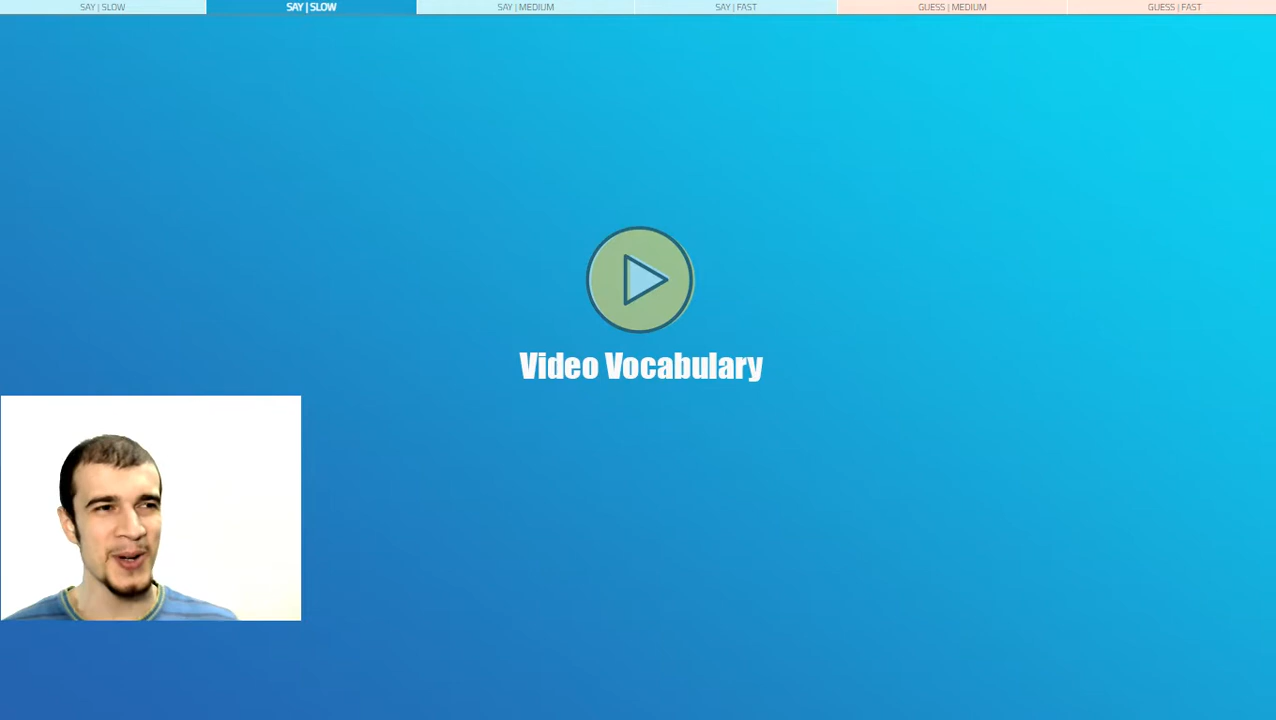 SAY | SLOW
SAY | SLOW
SAY | MEDIUM
SAY | FAST
GUESS | MEDIUM
GUESS | FAST
Video Vocabulary